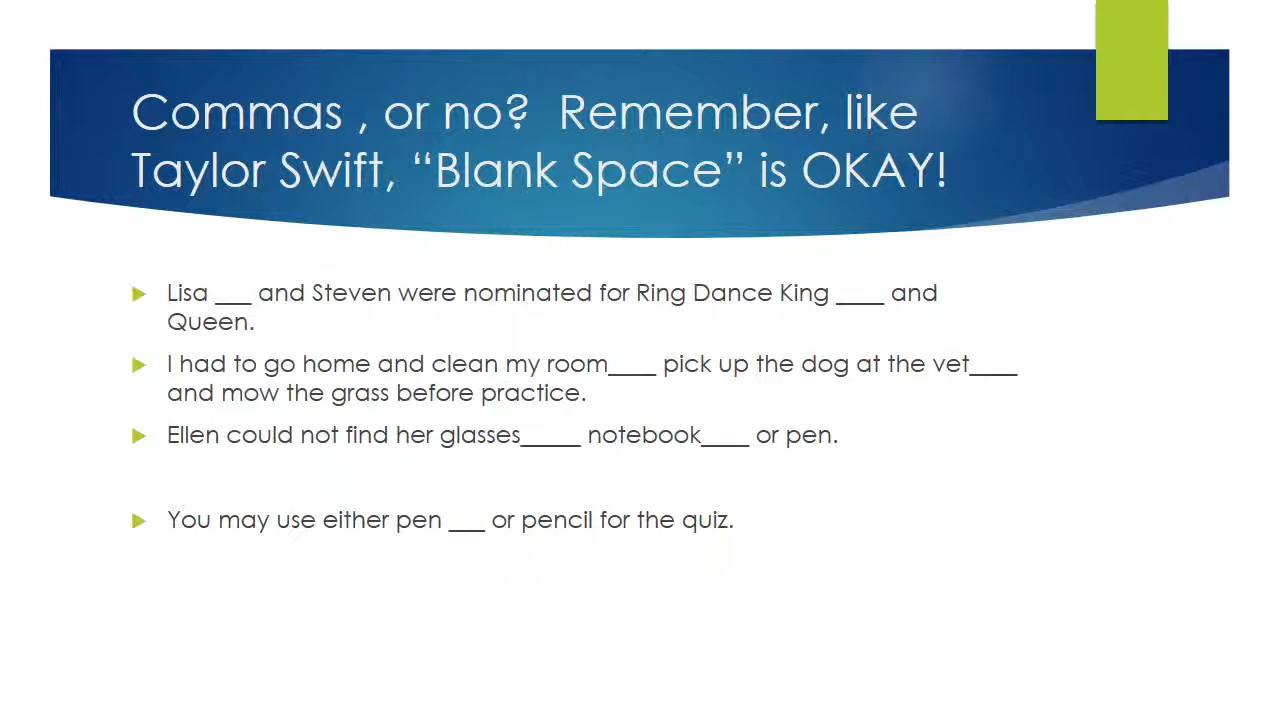 Commas , or no?  Remember, like
Taylor Swift, “Blank Space” is OKAY!
Lisa ___ and Steven were nominated for Ring Dance King ____ and
Queen.
I had to go home and clean my room____ pick up the dog at the vet____
and mow the grass before practice.
Ellen could not find her glasses_____ notebook____ or pen.
You may use either pen ___ or pencil for the quiz.